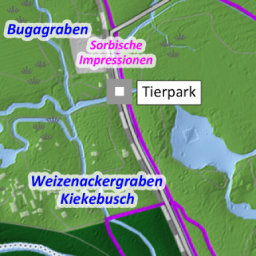 Bugagraben
Sorbische
Impressionen
Tierpark
Weizenackergraben
Kiekebusch